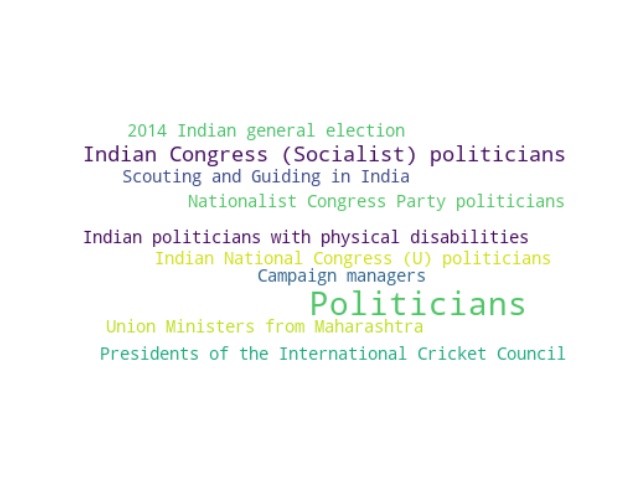 2014 Indian general election
Indian Congress (Socialist) politicians
Scouting and Guiding in India
Nationalist Congress Party politicians
Indian politicians with physical disabilities
Indian National Congress (U) politicians
Campaign managers
Politicians
Union Ministers from Maharashtra
Presidents of the International Cricket Council